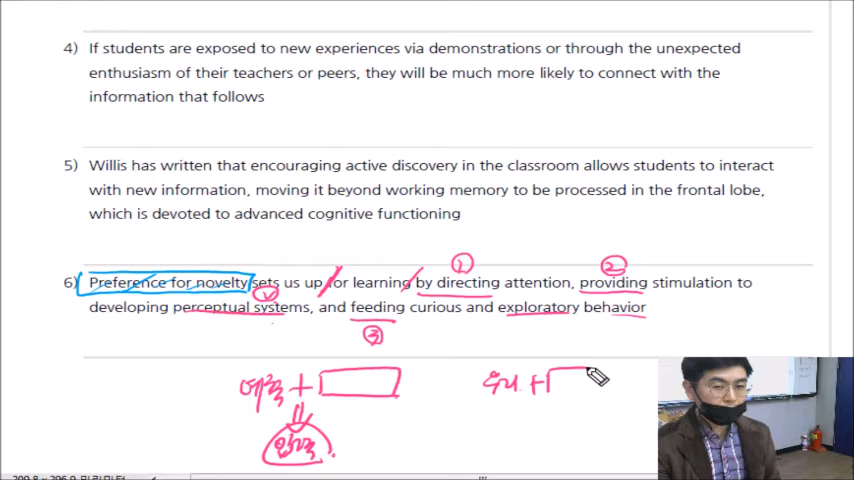 4) If students are exposed to new experiences via demonstrations or through the unexpected
enthusiasm of their teachers or peers, they will be much more likely to connect with the
information that follows
5) Willis has written that encouraging active discovery in the classroom allows students to interact
with new information, moving it beyond working memory to be processed in the frontal lobe,
which is devoted to advanced cognitive functioning
① ②
6) Preference for novelty sets us up for learning by directing attention, providing stimulation to
Ⓥ
developing perceptual systems, and feeding curious and exploratory behavior
③
+
+